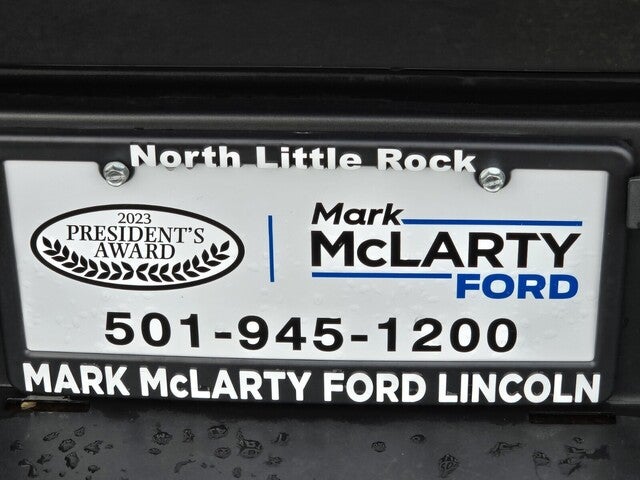 North Little Rock
2023
PRESIDENT'S
AWARD
Mark
McLARTY
FORD
501-945-1200
MARK McLARTY FORD LINCOLN